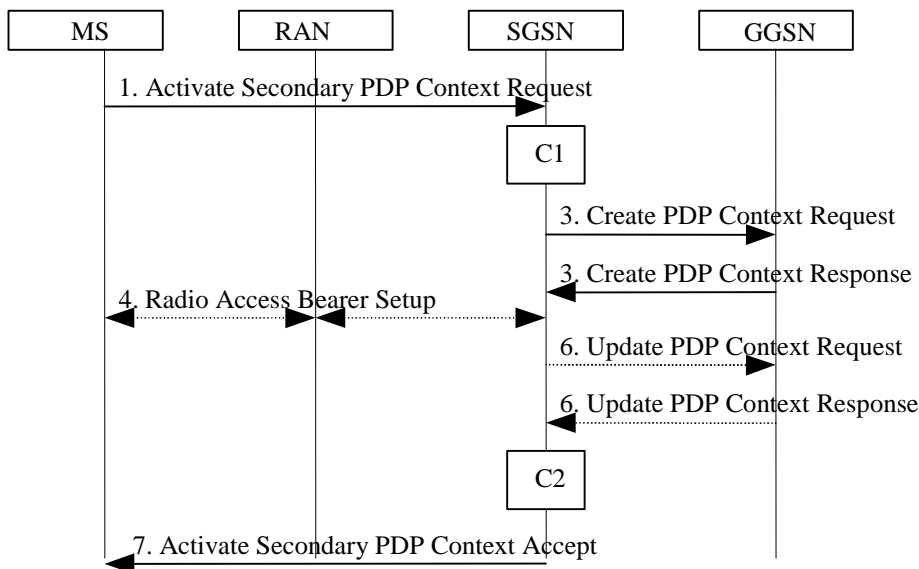 MS
RAN
SGSN
GGSN
1. Activate Secondary PDP Context Request
C1
3. Create PDP Context Request
3. Create PDP Context Response
4. Radio Access Bearer Setup
6. Update PDP Context Request
6. Update PDP Context Response
C2
7. Activate Secondary PDP Context Accept